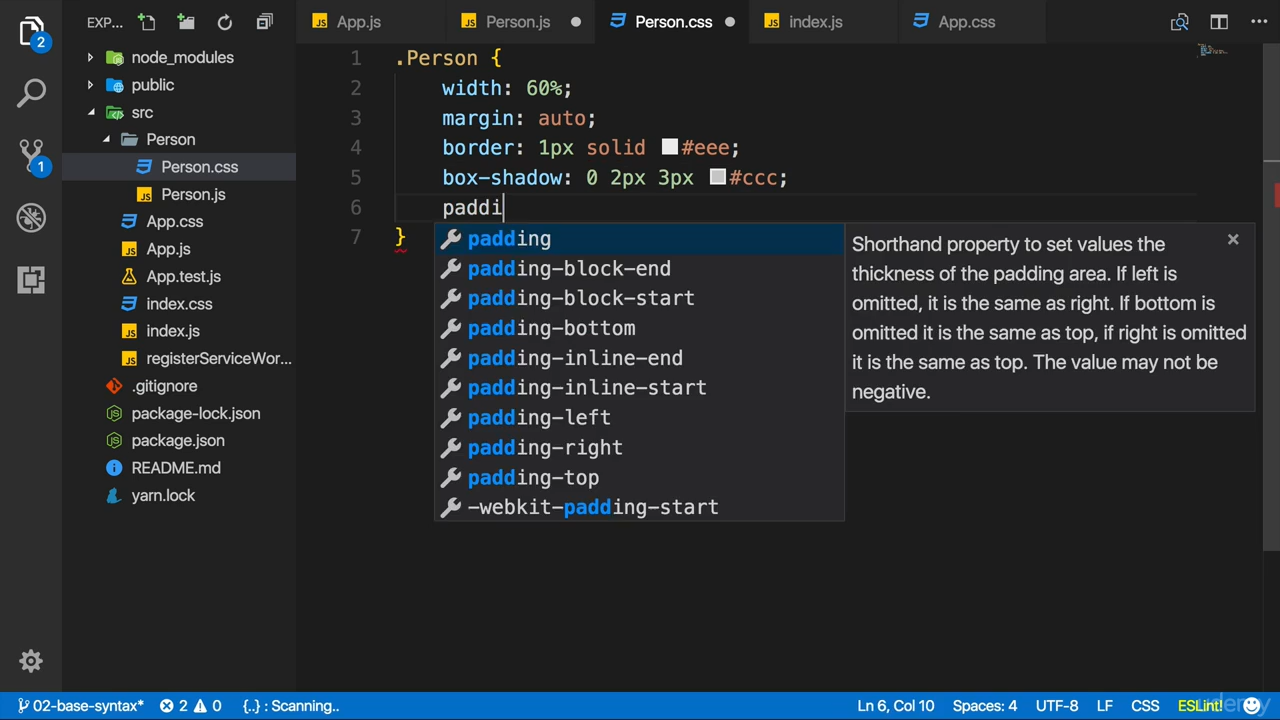 EXP...
App.js
Person.js
Person.css
index.js
App.css
2
1
node_modules
public
src
Person
Person.css
Person.js
App.css
App.js
App.test.js
index.css
index.js
registerServiceWor...
.gitignore
package-lock.json
package.json
README.md
yarn.lock
1 .Person {
2 width: 60%;
3 margin: auto;
4 border: 1px solid #eee;
5 box-shadow: 0 2px 3px #ccc;
6 paddi
7 }
padding
padding-block-end
padding-block-start
padding-bottom
padding-inline-end
padding-inline-start
padding-left
padding-right
padding-top
-webkit-padding-start
Shorthand property to set values the
thickness of the padding area. If left is
omitted, it is the same as right. If bottom is
omitted it is the same as top, if right is omitted
it is the same as top. The value may not be
negative.
02-base-syntax* 2 0 {..} : Scanning.. Ln 6, Col 10 Spaces: 4 UTF-8 LF CSS ESLint!
udemy